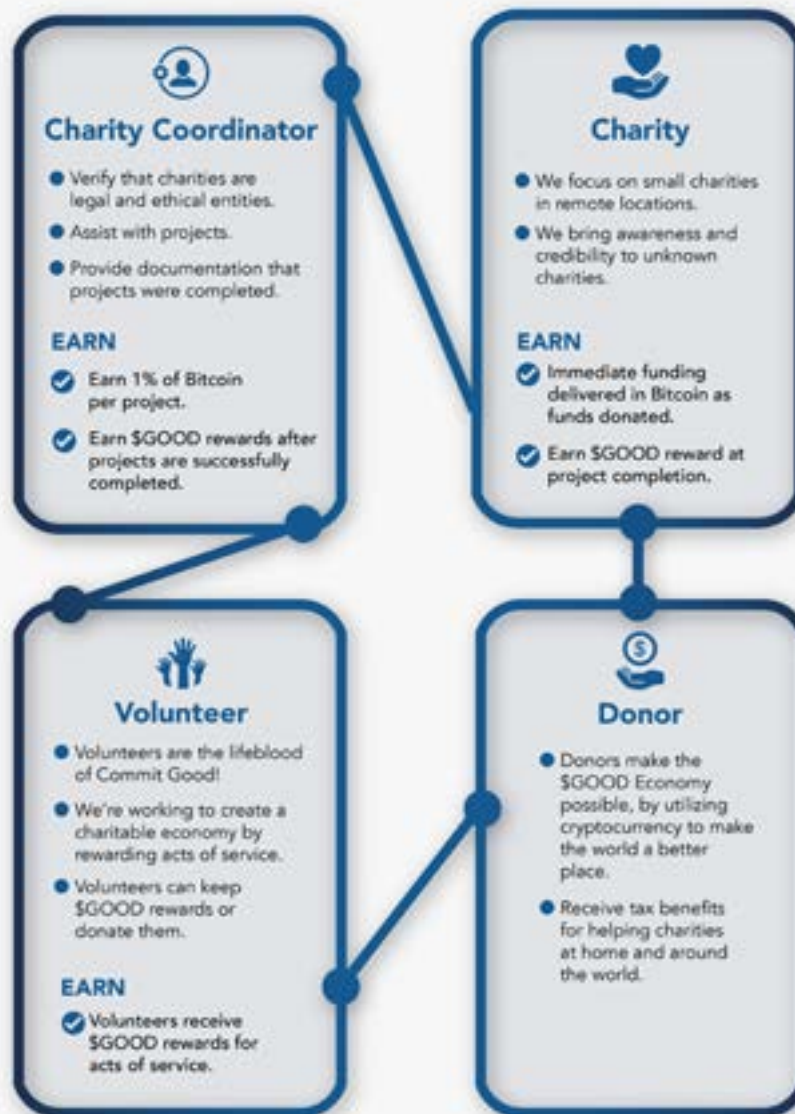 Charity Coordinator
Verify that charities are
legal and ethical entities.
Assist with projects.
Provide documentation that
projects were completed.
EARN
Earn 1% of Bitcoin
per project.
Earn $GOOD rewards after
projects are successfully
completed.
Charity
We focus on small charities
in remote locations.
We bring awareness and
credibility to unknown
charities.
EARN
Immediate funding
delivered in Bitcoin as
funds donated.
Earn $GOOD reward at
project completion.
Volunteer
Volunteers are the lifeblood
of Commit Good!
We're working to create a
charitable economy by
rewarding acts of service.
Volunteers can keep
$GOOD rewards or
donate them.
EARN
Volunteers receive
$GOOD rewards for
acts of service.
$
Donor
Donors make the
$GOOD Economy
possible, by utilizing
cryptocurrency to make
the world a better
place.
Receive tax benefits
for helping charities
at home and around
the world.